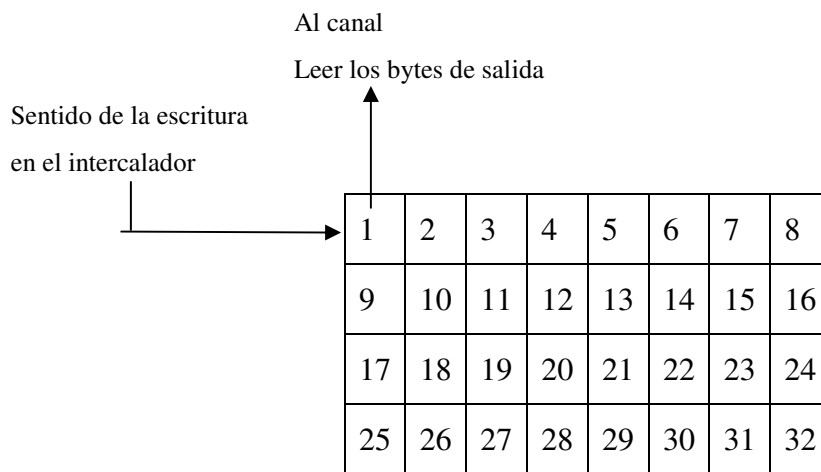 Al canal
Leer los bytes de salida
Sentido de la escritura
en el intercalador
1 2 3 4 5 6 7 8
9 10 11 12 13 14 15 16
17 18 19 20 21 22 23 24
25 26 27 28 29 30 31 32